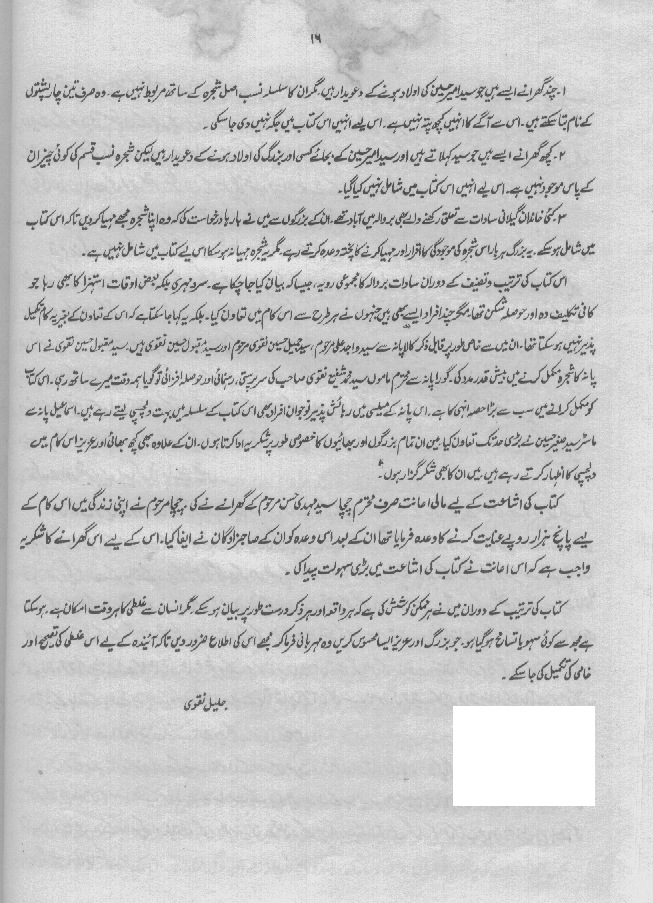 ۱۶
۱۔ چند گھرانے ایسے ہیں جو سید امیر حسین کی اولاد ہونے کے دعویدار ہیں، مگر ان کا سلسلہ نسب اصل شجرہ کے ساتھ مربوط نہیں ہے۔ وہ صرف تین چار پشتوں
کے نام بتا سکتے ہیں۔ اس سے آگے کا انہیں کچھ پتہ نہیں ہے۔ اس لیے انہیں اس کتاب میں جگہ نہیں دی جا سکی۔
۲۔ کچھ گھرانے ایسے ہیں جو سید کہلاتے ہیں اور سید امیر حسین کے بجائے کسی اور بزرگ کی اولاد ہونے کے دعویدار ہیں لیکن شجرہ نسب قسم کی کوئی چیز ان
کے پاس موجود نہیں ہے۔ اس لیے انہیں اس کتاب میں شامل نہیں کیا گیا۔
۳۔ کئی خاندان گیلانی سادات سے تعلق رکھنے والے بھی بروالہ میں آباد تھے۔ ان کے بزرگوں سے میں نے بارہا درخواست کی کہ وہ اپنا شجرہ مجھے مہیا کر دیں تاکہ اس کتاب
میں شامل ہو سکے۔ یہ بزرگ ہر بار اس شجرہ کی موجودگی کا اقرار اور مہیا کرنے کا پختہ وعدہ کرتے رہے۔ مگر یہ شجرہ مہیا نہ ہو سکا اس لیے کتاب میں شامل نہیں ہے۔
اس کتاب کی ترتیب و تصنیف کے دوران سادات بروالہ کا مجموعی رویہ، جیسا کہ بیان کیا جا چکا ہے۔ سرد مہری بلکہ بعض اوقات استہزا کا بھی رہا جو
کافی تکلیف دہ اور حوصلہ شکن تھا، مگر چند افراد ایسے بھی ہیں جنہوں نے ہر طرح سے اس کام میں تعاون کیا۔ بلکہ یہ کہا جا سکتا ہے کہ اس کے تعاون کے بغیر یہ کام تکمیل
پذیر نہیں ہو سکتا تھا۔ ان میں سے خاص طور پر قابل ذکر کالا پانہ سے سید واجد علی مرحوم، سید جمیل حسین نقوی مرحوم اور سید مقبول حسین نقوی ہیں۔ سید مقبول حسین نقوی نے اس
پانہ کا شجرہ مکمل کرنے میں بیش قدر مدد کی۔ گورا پانہ سے محترم ماموں سید محمد شفیع نقوی صاحب کی سرپرستی، رہنمائی اور حوصلہ افزائی تو گویا ہمہ وقت میرے ساتھ رہی۔ اس کتاب
کو مکمل کرانے میں سب سے بڑا حصہ انہی کا ہے۔ اس پانہ کے میلسی میں رہائش پذیر نوجوان افراد بھی اس کتاب کے سلسلہ میں بہت دلچسپی لیتے رہے ہیں۔ اسماعیل پانہ سے
ماسٹر سید صغیر حسین نے بڑی حد تک تعاون کیا۔ میں ان تمام بزرگوں اور بھائیوں کا خصوصی طور پر شکریہ ادا کرتا ہوں۔ ان کے علاوہ بھی کچھ بھائی اور عزیز اس کام میں
دلچسپی کا اظہار کرتے رہے ہیں۔ میں ان کا بھی شکر گزار ہوں۔
کتاب کی اشاعت کے لیے مالی اعانت صرف محترم چچا سید مہدی حسن مرحوم کے گھرانے نے کی۔ چچا مرحوم نے اپنی زندگی میں اس کام کے
لیے پانچ ہزار روپے عنایت کرنے کا وعدہ فرمایا تھا ان کے بعد اس وعدہ کو ان کے صاحبزادگان نے ایفا کیا۔ اس کے لیے اس گھرانے کا شکریہ
واجب ہے کہ اس اعانت نے کتاب کی اشاعت میں بڑی سہولت پیدا کی۔
کتاب کی ترتیب کے دوران میں نے ہر ممکن کوشش کی ہے کہ ہر واقعہ اور ہر ذکر درست طور پر بیان ہو سکے۔ مگر انسان سے غلطی کا ہر وقت امکان ہے۔ ہو سکتا
ہے مجھ سے کوئی سہو یا تسامح ہو گیا ہو۔ جو بزرگ اور عزیز ایسا محسوس کریں وہ مہربانی فرما کر مجھے اس کی اطلاع ضرور دیں تاکہ آئندہ کے لیے اس غلطی کی تصحیح اور
خامی کی تکمیل کی جا سکے۔
جلیل نقوی